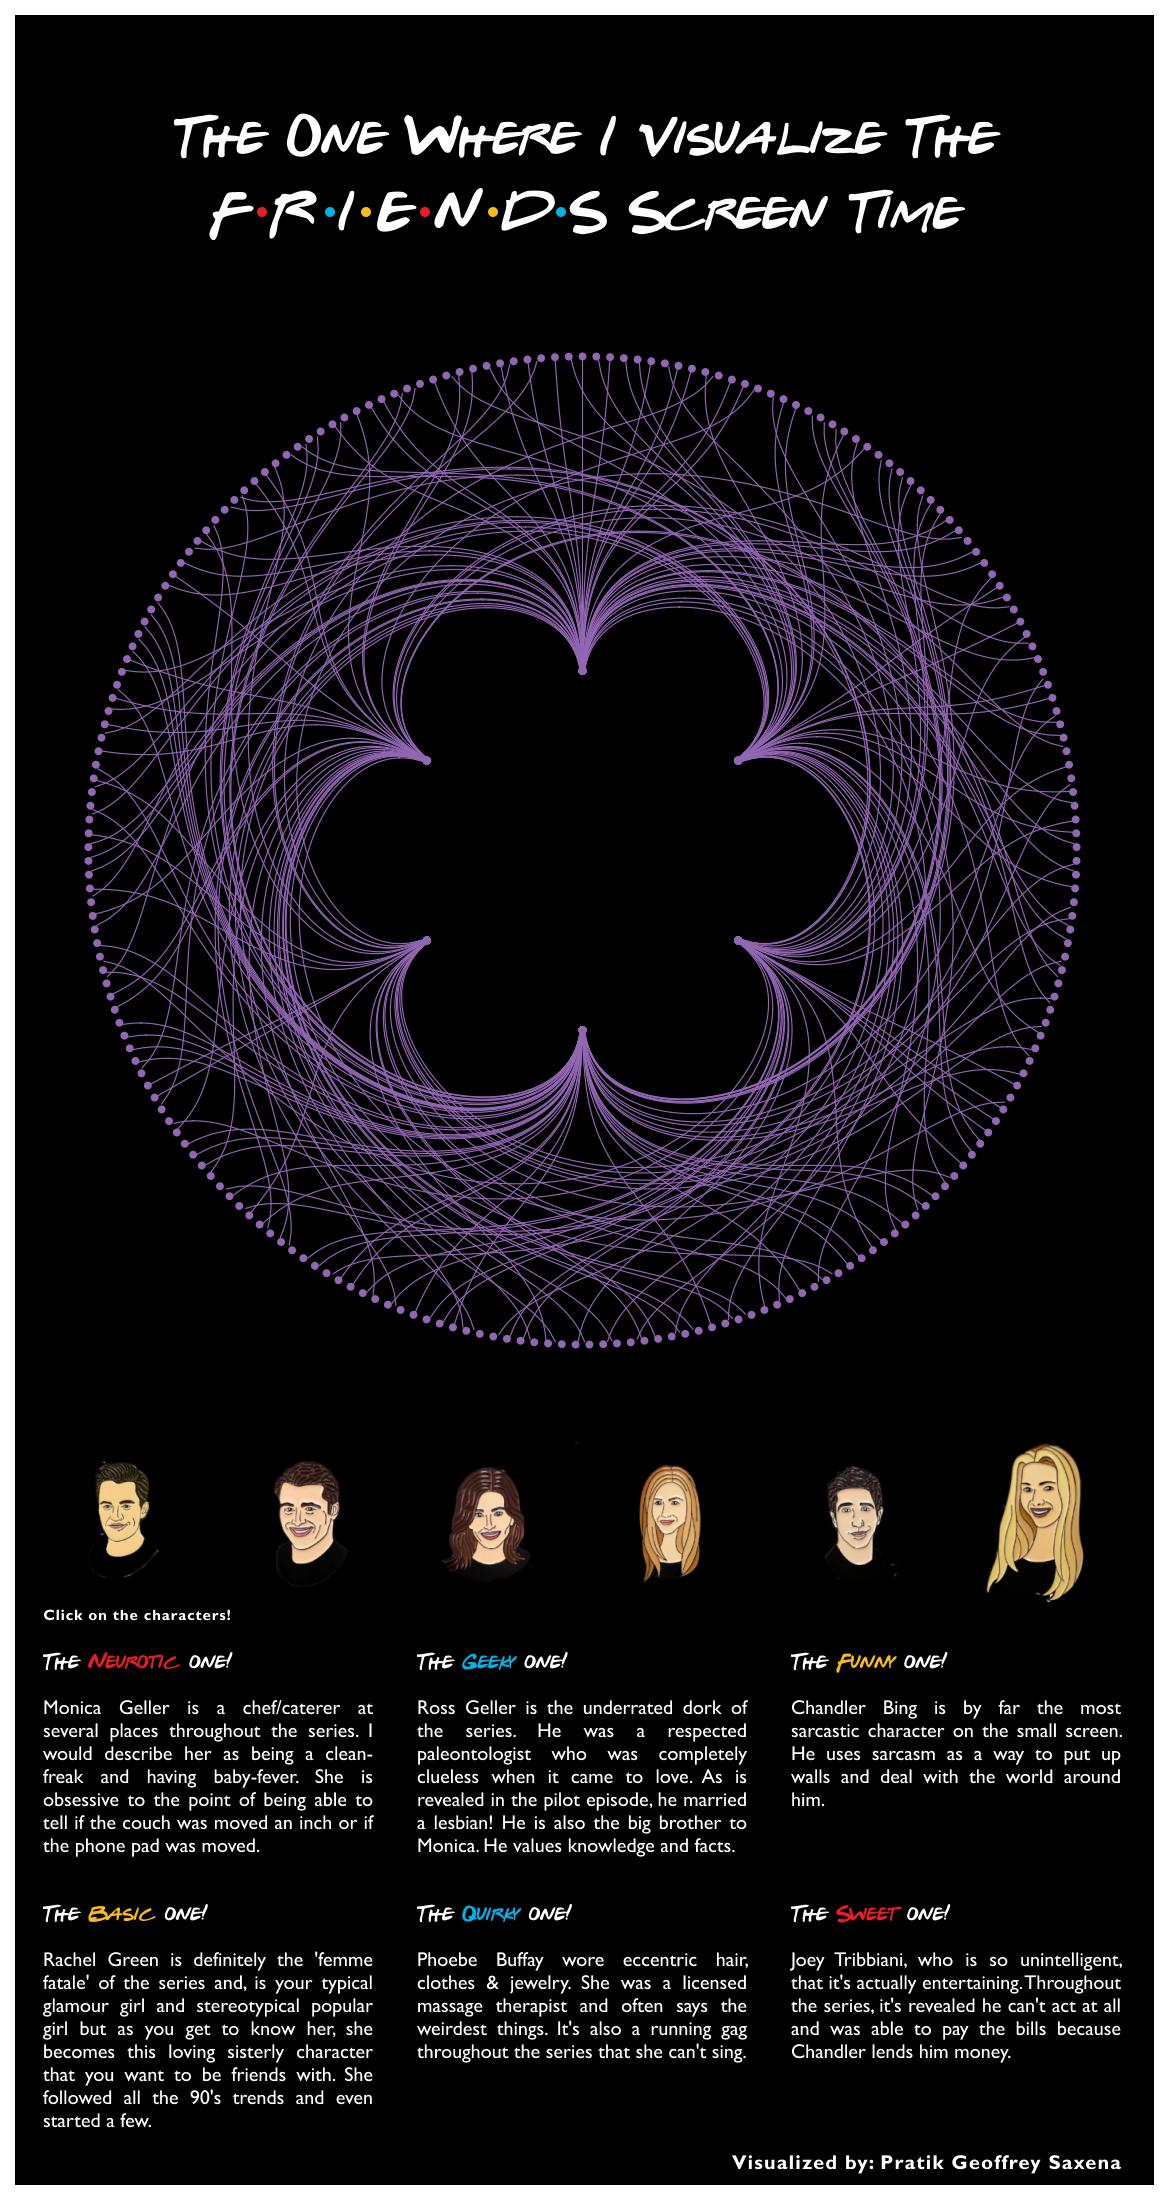 The One Where I Visualize The
F•R•I•E•N•D•S Screen Time
Click on the characters!
The Neurotic one!
Monica Geller is a chef/caterer at
several places throughout the series. I
would describe her as being a clean-
freak and having baby-fever. She is
obsessive to the point of being able to
tell if the couch was moved an inch or if
the phone pad was moved.
The Geeky one!
Ross Geller is the underrated dork of
the series. He was a respected
paleontologist who was completely
clueless when it came to love. As is
revealed in the pilot episode, he married
a lesbian! He is also the big brother to
Monica. He values knowledge and facts.
The Funny one!
Chandler Bing is by far the most
sarcastic character on the small screen.
He uses sarcasm as a way to put up
walls and deal with the world around
him.
The Basic one!
Rachel Green is definitely the 'femme
fatale' of the series and, is your typical
glamour girl and stereotypical popular
girl but as you get to know her, she
becomes this loving sisterly character
that you want to be friends with. She
followed all the 90's trends and even
started a few.
The Quirky one!
Phoebe Buffay wore eccentric hair,
clothes & jewelry. She was a licensed
massage therapist and often says the
weirdest things. It's also a running gag
throughout the series that she can't sing.
The Sweet one!
Joey Tribbiani, who is so unintelligent,
that it's actually entertaining. Throughout
the series, it's revealed he can't act at all
and was able to pay the bills because
Chandler lends him money.
Visualized by: Pratik Geoffrey Saxena